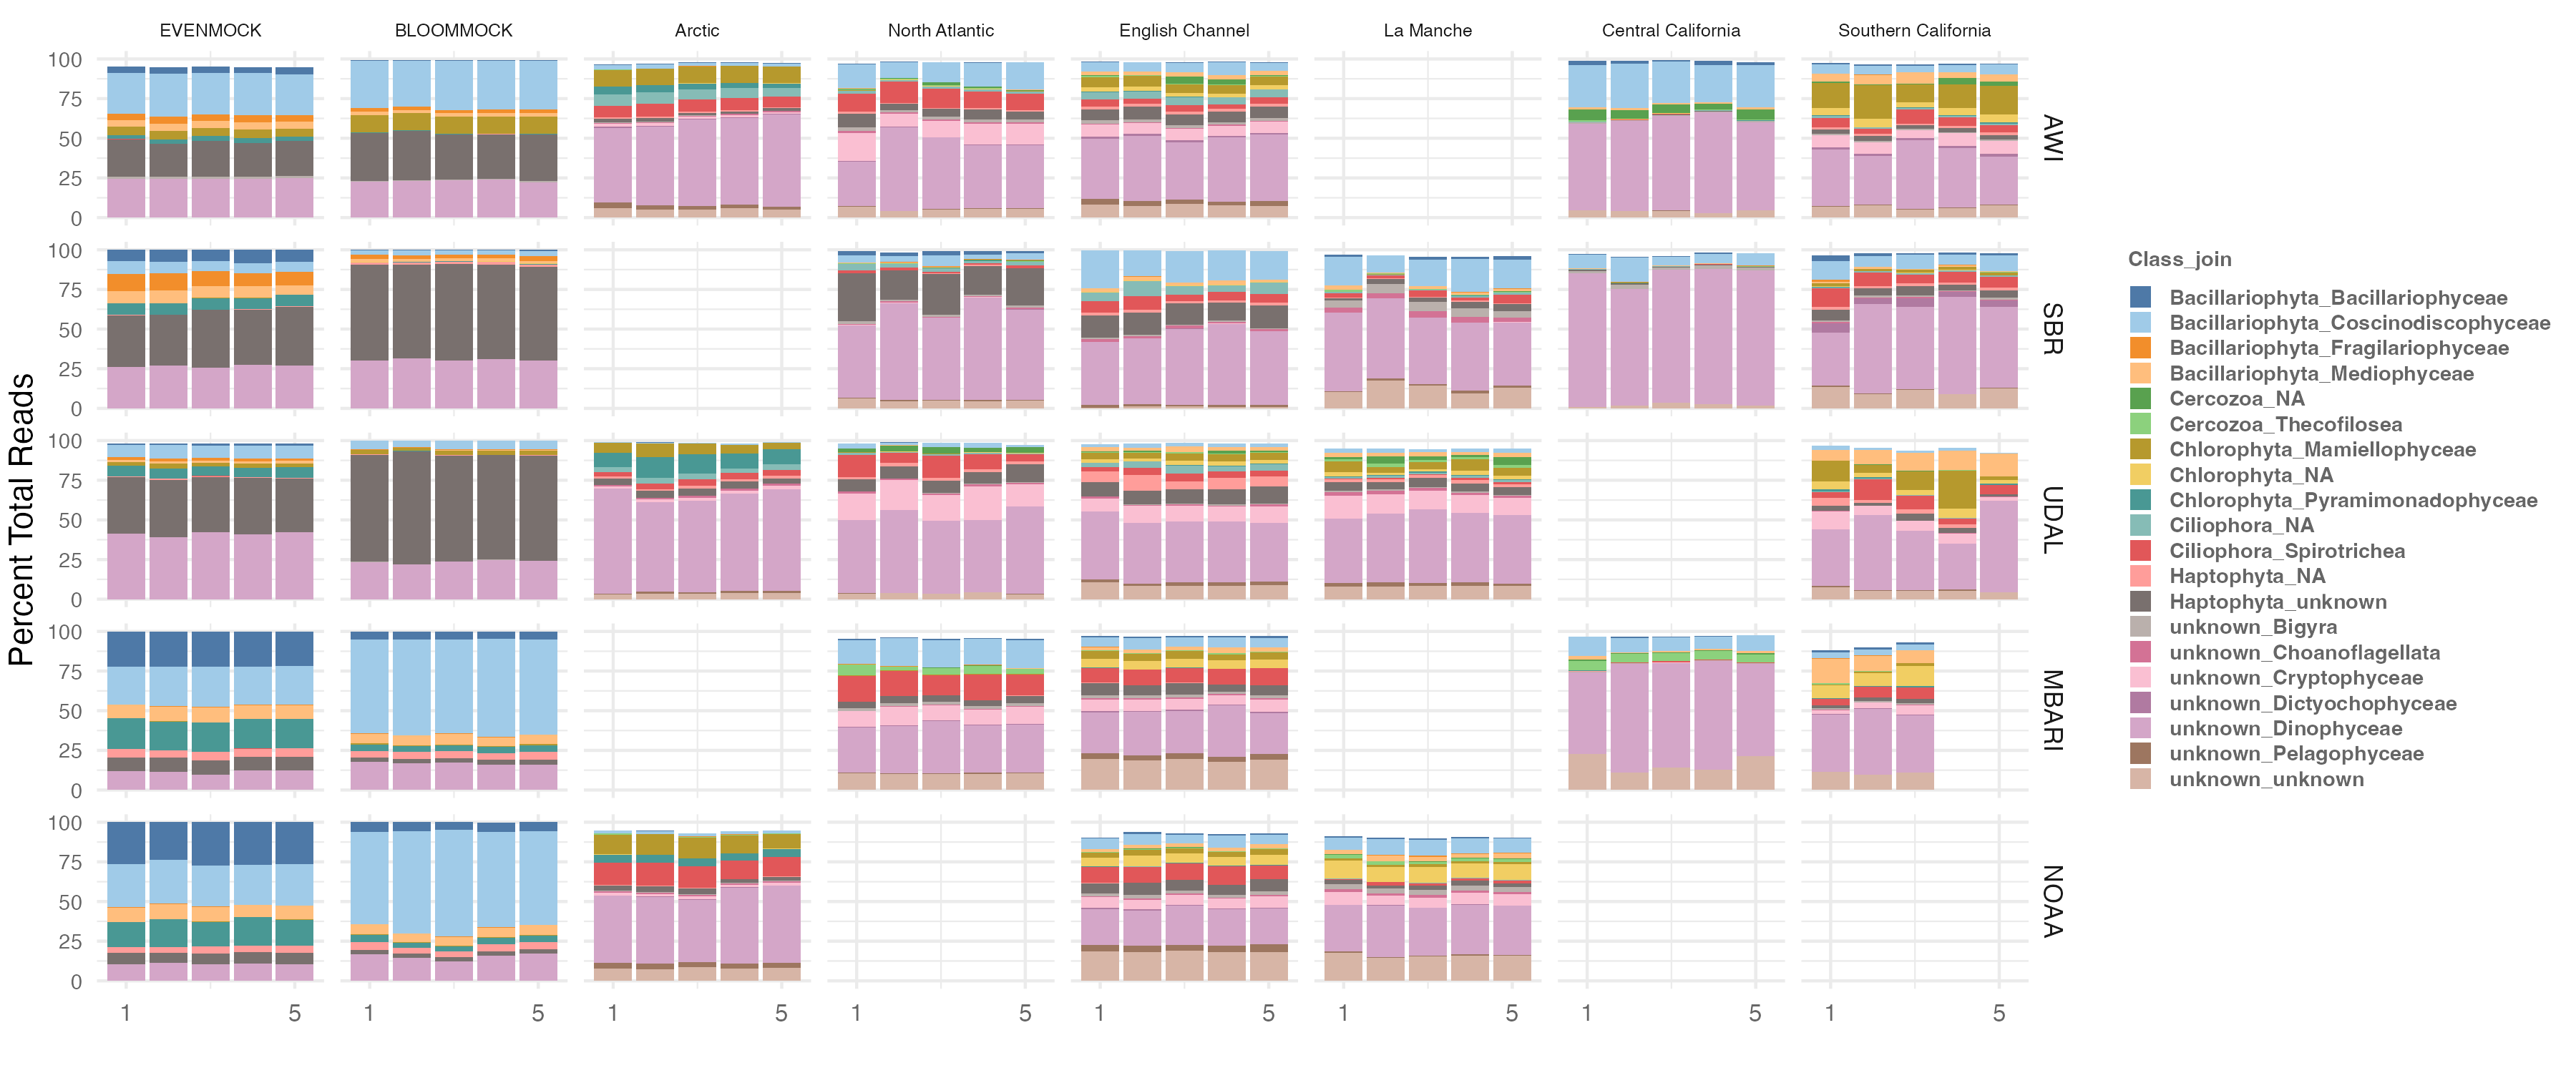 EVENMOCK BLOOMMOCK Arctic North Atlantic English Channel La Manche Central California Southern California
Percent Total Reads
100
75
50
25
0
AWI
100
75
50
25
0
SBR
100
75
50
25
0
UDAL
100
75
50
25
0
MBARI
100
75
50
25
0
NOAA
1 5 1 5 1 5 1 5 1 5 1 5 1 5 1 5
Class_join
Bacillariophyta_Bacillariophyceae
Bacillariophyta_Coscinodiscophyceae
Bacillariophyta_Fragilariophyceae
Bacillariophyta_Mediophyceae
Cercozoa_NA
Cercozoa_Thecofilosea
Chlorophyta_Mamiellophyceae
Chlorophyta_NA
Chlorophyta_Pyramimonadophyceae
Ciliophora_NA
Ciliophora_Spirotrichea
Haptophyta_NA
Haptophyta_unknown
unknown_Bigyra
unknown_Choanoflagellata
unknown_Cryptophyceae
unknown_Dictyochophyceae
unknown_Dinophyceae
unknown_Pelagophyceae
unknown_unknown